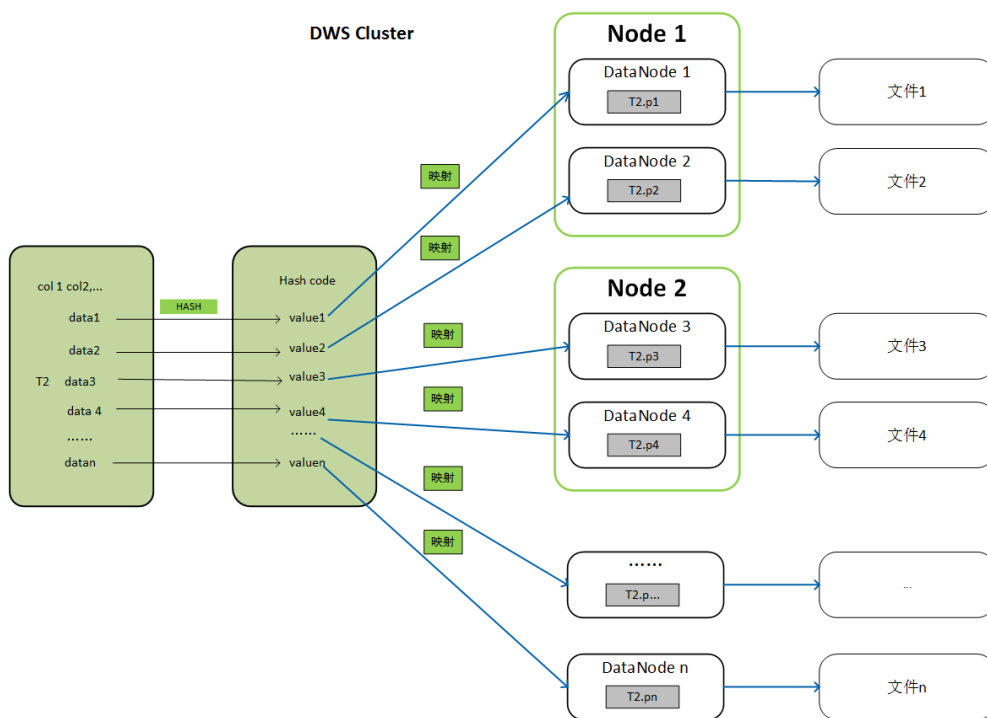 DWS Cluster
Node 1
DataNode 1
T2.p1
文件1
映射
DataNode 2
T2.p2
文件2
映射
col 1 col2,...
HASH
Hash code
data1
value1
data2
value2
T2 data3
value3
data 4
value4
......
......
datan
valuen
Node 2
DataNode 3
T2.p3
文件3
映射
映射
DataNode 4
T2.p4
文件4
映射
映射
......
T2.p...
...
DataNode n
T2.pn
文件n